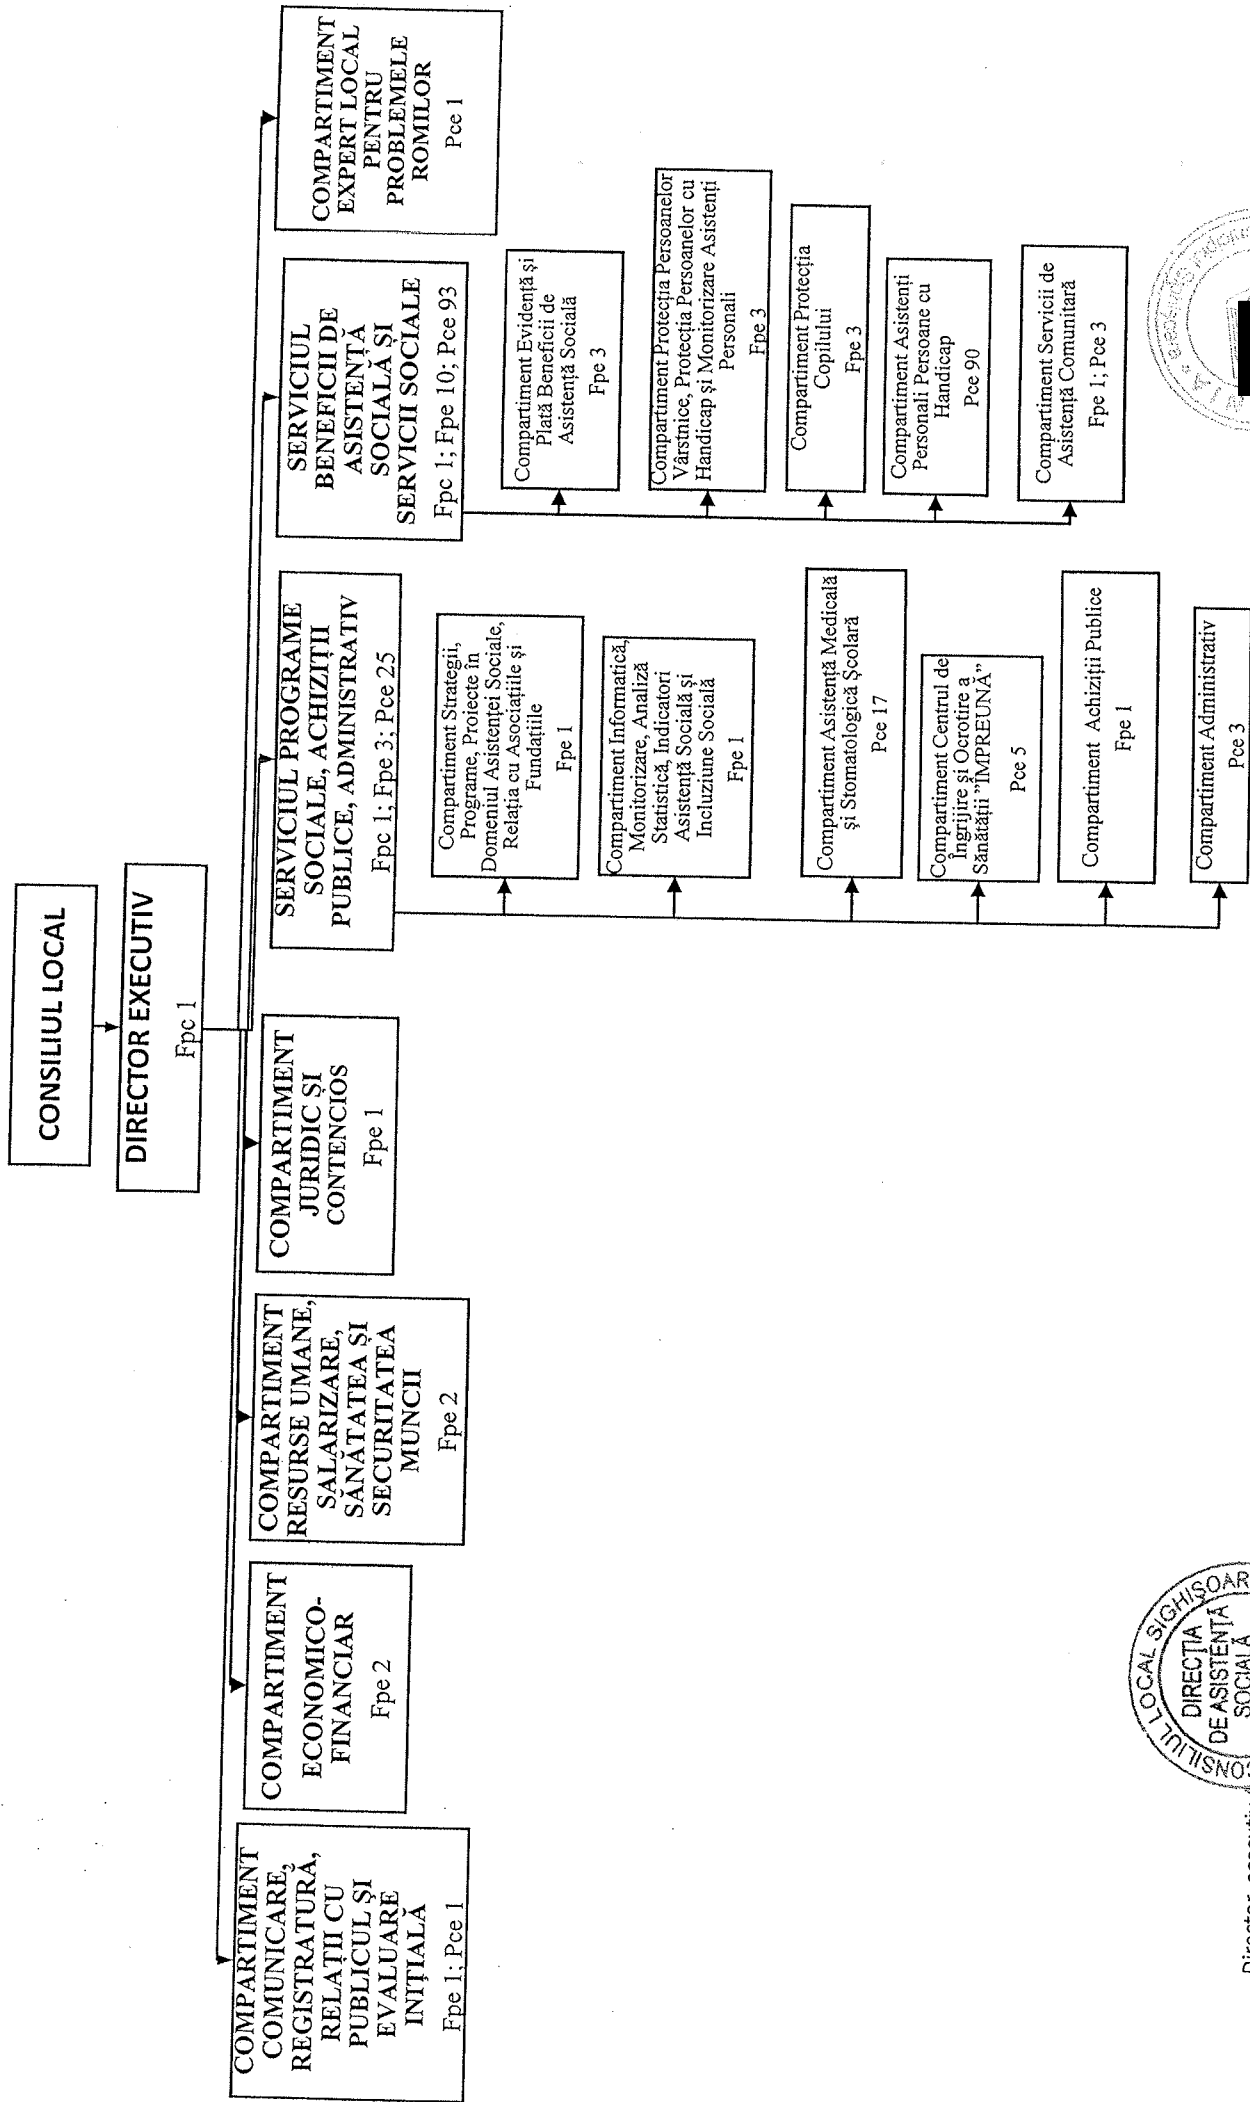 CONSILIUL LOCAL
DIRECTOR EXECUTIV
Fpc 1
COMPARTIMENT
COMUNICARE,
REGISTRATURĂ,
RELAȚII CU
PUBLICUL ȘI
EVALUARE
INIȚIALĂ
Fpe 1; Pce 1
COMPARTIMENT
ECONOMICO-
FINANCIAR
Fpe 2
COMPARTIMENT
RESURSE UMANE,
SALARIZARE,
SĂNĂTATEA ȘI
SECURITATEA
MUNCII
Fpe 2
COMPARTIMENT
JURIDIC ȘI
CONTENCIOS
Fpe 1
SERVICIUL PROGRAME
SOCIALE, ACHIZIȚII
PUBLICE, ADMINISTRATIV
Fpc 1; Fpe 3; Pce 25
Compartiment Strategii,
Programe, Proiecte în
Domeniul Asistenței Sociale,
Relația cu Asociațiile și
Fundațiile
Fpe 1
Compartiment Informatică,
Monitorizare, Analiză
Statistică, Indicatori
Asistență Socială și
Incluziune Socială
Fpe 1
Compartiment Asistență Medicală
și Stomatologică Școlară
Pce 17
Compartiment Centrul de
Îngrijire și Ocrotire a
Sănătății ”ÎMPREUNĂ”
Pce 5
Compartiment Achiziții Publice
Fpe 1
Compartiment Administrativ
Pce 3
SERVICIUL
BENEFICII DE
ASISTENȚĂ
SOCIALĂ ȘI
SERVICII SOCIALE
Fpc 1; Fpe 10; Pce 93
Compartiment Evidență și
Plată Beneficii de
Asistență Socială
Fpe 3
Compartiment Protecția Persoanelor
Vârstnice, Protecția Persoanelor cu
Handicap și Monitorizare Asistenți
Personali
Fpe 3
Compartiment Protecția
Copilului
Fpe 3
Compartiment Asistenți
Personali Persoane cu
Handicap
Pce 90
Compartiment Servicii de
Asistență Comunitară
Fpe 1; Pce 3
COMPARTIMENT
EXPERT LOCAL
PENTRU
PROBLEMELE
ROMILOR
Pce 1
CONSILIUL LOCAL SIGHIȘOAR
DIRECȚIA
DE ASISTENȚĂ
SOCIALĂ
Director